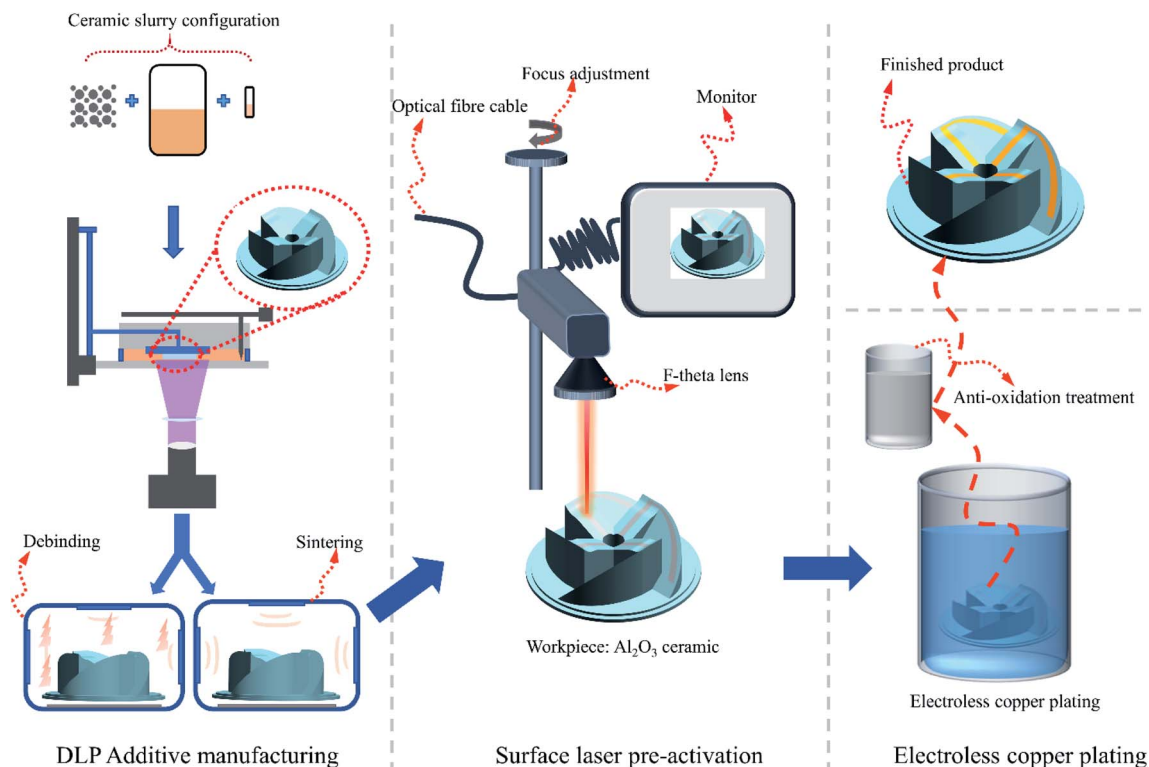 Ceramic slurry configuration
Debinding
Sintering
DLP Additive manufacturing
Focus adjustment
Optical fibre cable
Monitor
F-theta lens
Workpiece: Al₂O₃ ceramic
Surface laser pre-activation
Finished product
Anti-oxidation treatment
Electroless copper plating
Electroless copper plating